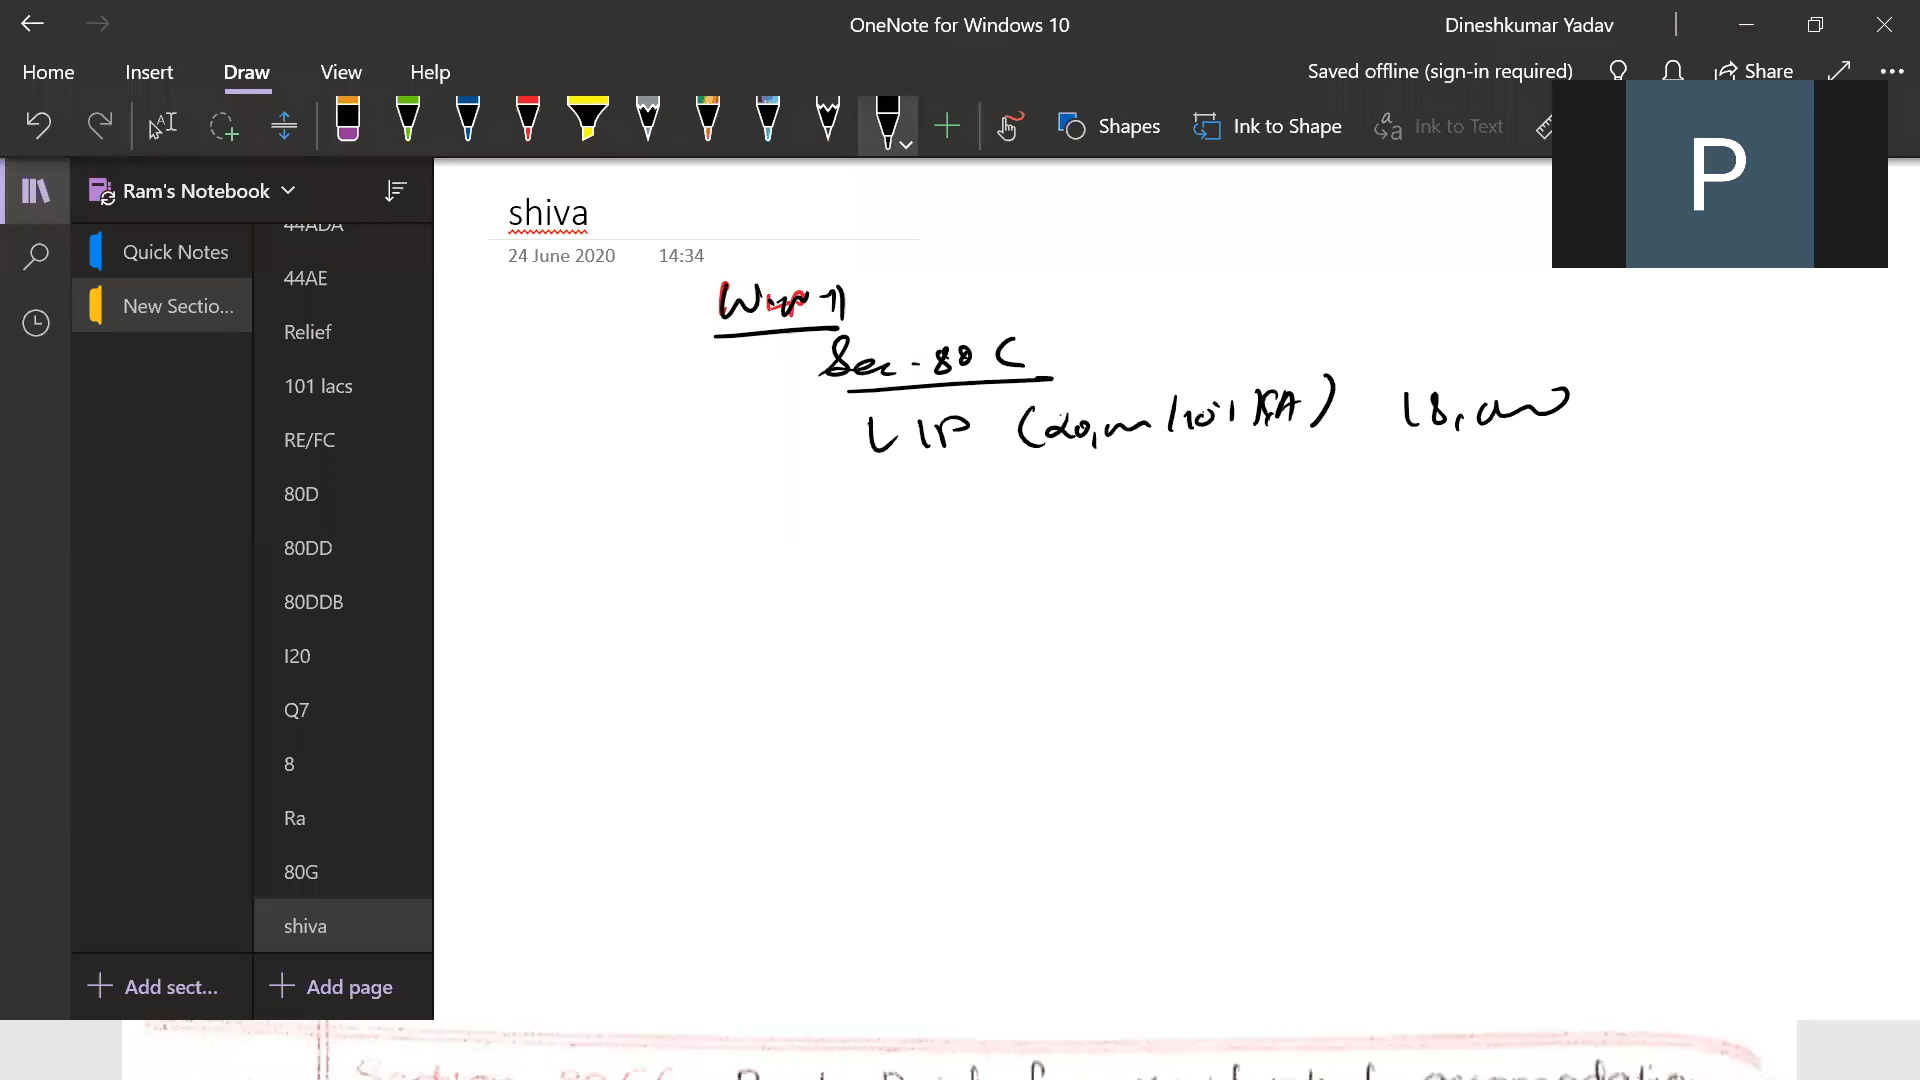 OneNote for Windows 10
Dineshkumar Yadav
Home Insert Draw View Help
Saved offline (sign-in required) Share
Shapes Ink to Shape Ink to Text
P
Ram's Notebook
Quick Notes
New Sectio...
44ADA
44AE
Relief
101 lacs
RE/FC
80D
80DD
80DDB
I20
Q7
8
Ra
80G
shiva
Add sect...
Add page
shiva
24 June 2020 14:34
Sec-80 C
LIP